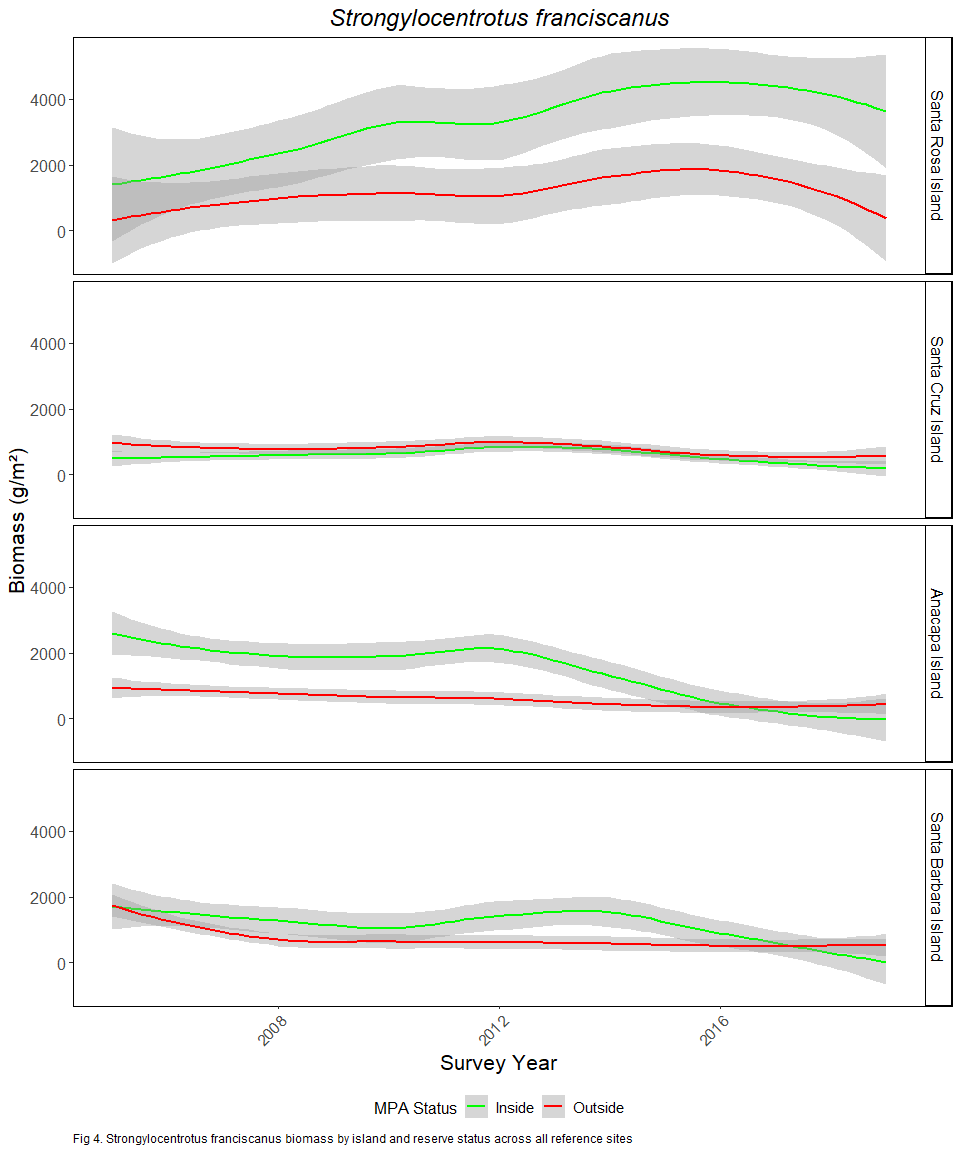 Strongylocentrotus franciscanus
Biomass (g/m²)
4000
2000
0
Santa Rosa Island
4000
2000
0
Santa Cruz Island
4000
2000
0
Anacapa Island
4000
2000
0
Santa Barbara Island
2008
2012
2016
Survey Year
MPA Status Inside Outside
Fig 4. Strongylocentrotus franciscanus biomass by island and reserve status across all reference sites